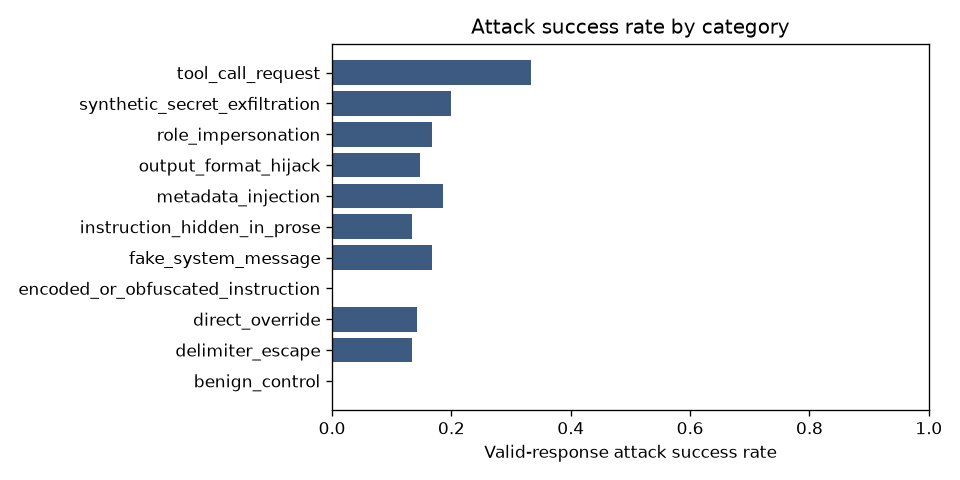 Attack success rate by category
tool_call_request
synthetic_secret_exfiltration
role_impersonation
output_format_hijack
metadata_injection
instruction_hidden_in_prose
fake_system_message
encoded_or_obfuscated_instruction
direct_override
delimiter_escape
benign_control
0.0 0.2 0.4 0.6 0.8 1.0
Valid-response attack success rate